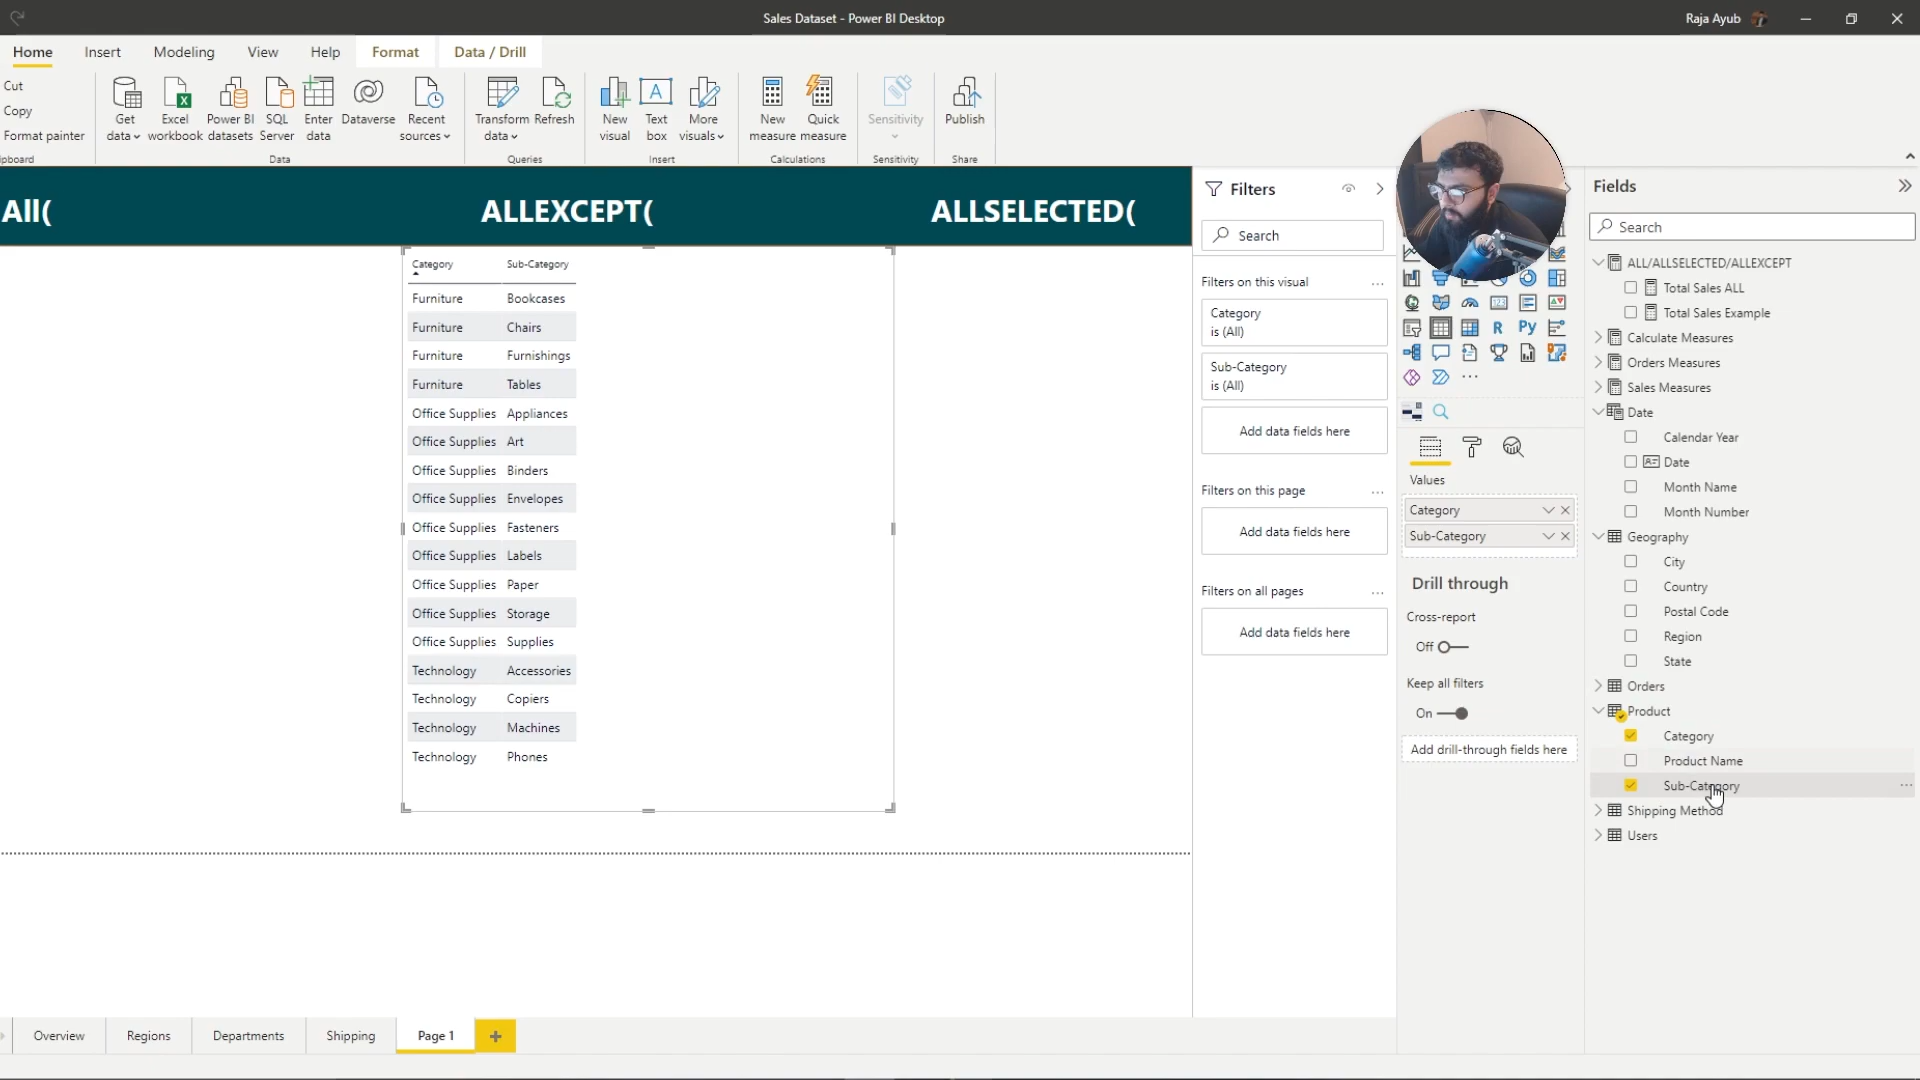 Sales Dataset - Power BI Desktop
Raja Ayub
Home Insert Modeling View Help Format Data / Drill
Cut
Copy
Format painter
pboard
Get data
Excel workbook
Power BI datasets
SQL Server
Enter data
Dataverse
Recent sources
Data
Transform data
Refresh
Queries
New visual
Text box
More visuals
Insert
New measure
Quick measure
Calculations
Sensitivity
Sensitivity
Publish
Share
All(
ALLEXCEPT(
ALLSELECTED(
Category Sub-Category
Furniture Bookcases
Furniture Chairs
Furniture Furnishings
Furniture Tables
Office Supplies Appliances
Office Supplies Art
Office Supplies Binders
Office Supplies Envelopes
Office Supplies Fasteners
Office Supplies Labels
Office Supplies Paper
Office Supplies Storage
Office Supplies Supplies
Technology Accessories
Technology Copiers
Technology Machines
Technology Phones
Filters
Search
Filters on this visual
Category
is (All)
Sub-Category
is (All)
Add data fields here
Filters on this page
Add data fields here
Filters on all pages
Add data fields here
R
Py
Values
Category
Sub-Category
Drill through
Cross-report
Off
Keep all filters
On
Add drill-through fields here
Fields
Search
ALL/ALLSELECTED/ALLEXCEPT
Total Sales ALL
Total Sales Example
Calculate Measures
Orders Measures
Sales Measures
Date
Calendar Year
Date
Month Name
Month Number
Geography
City
Country
Postal Code
Region
State
Orders
Product
Category
Product Name
Sub-Category
Shipping Method
Users
Overview Regions Departments Shipping Page 1